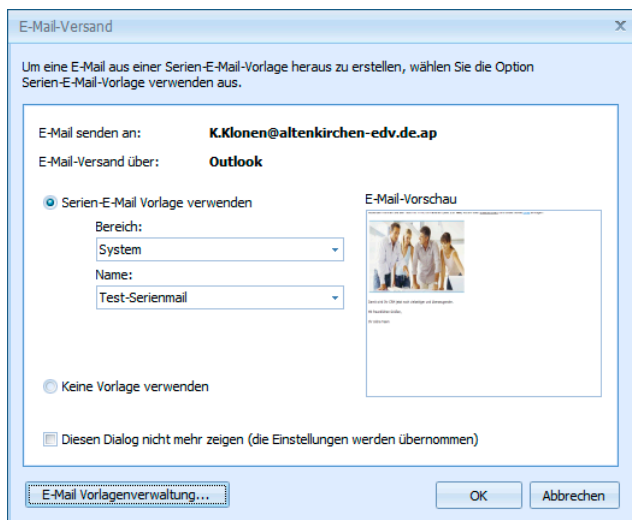 E-Mail-Versand
Um eine E-Mail aus einer Serien-E-Mail-Vorlage heraus zu erstellen, wählen Sie die Option
Serien-E-Mail-Vorlage verwenden aus.
E-Mail senden an: K.Klonen@altenkirchen-edv.de.ap
E-Mail-Versand über: Outlook
Serien-E-Mail Vorlage verwenden
E-Mail-Vorschau
Bereich:
System
Name:
Test-Serienmail
Keine Vorlage verwenden
Diesen Dialog nicht mehr zeigen (die Einstellungen werden übernommen)
E-Mail Vorlagenverwaltung...
OK
Abbrechen